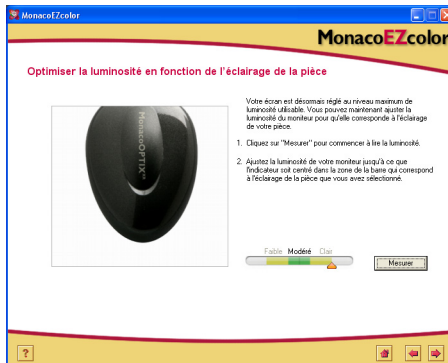 MonacoEZcolor
MonacoEZcolor
Optimiser la luminosité en fonction de l'éclairage de la pièce
Votre écran est désormais réglé au niveau maximum de
luminosité utilisable. Vous pouvez maintenant ajuster la
luminosité du moniteur pour qu'elle corresponde à l'éclairage
de votre pièce.
1. Cliquez sur "Mesurer" pour commencer à lire la luminosité.
2. Ajustez la luminosité de votre moniteur jusqu'à ce que
l'indicateur soit centré dans la zone de la barre qui correspond
à l'éclairage de la pièce que vous avez sélectionné.
MonacoOPTIX
Faible Modéré Clair
Mesurer
?